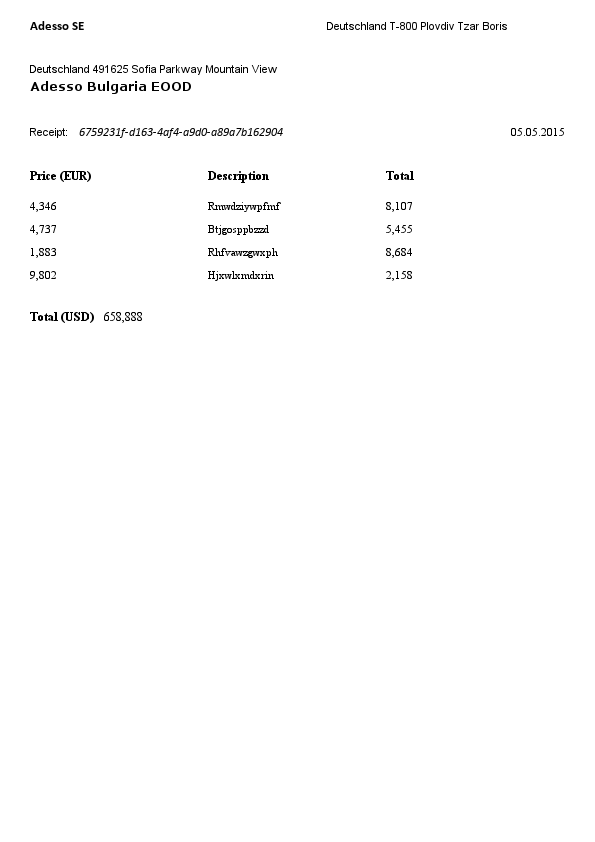 Adesso SE Deutschland T-800 Plovdiv Tzar Boris
Deutschland 491625 Sofia Parkway Mountain View
Adesso Bulgaria EOOD
Receipt: 6759231f-d163-4af4-a9d0-a89a7b162904 05.05.2015
Price (EUR) Description Total
4,346 Rmwdziywpfmf 8,107
4,737 Btjgosppbzzd 5,455
1,883 Rhfvawzgwxph 8,684
9,802 Hjxwlxmdxrin 2,158
Total (USD) 658,888